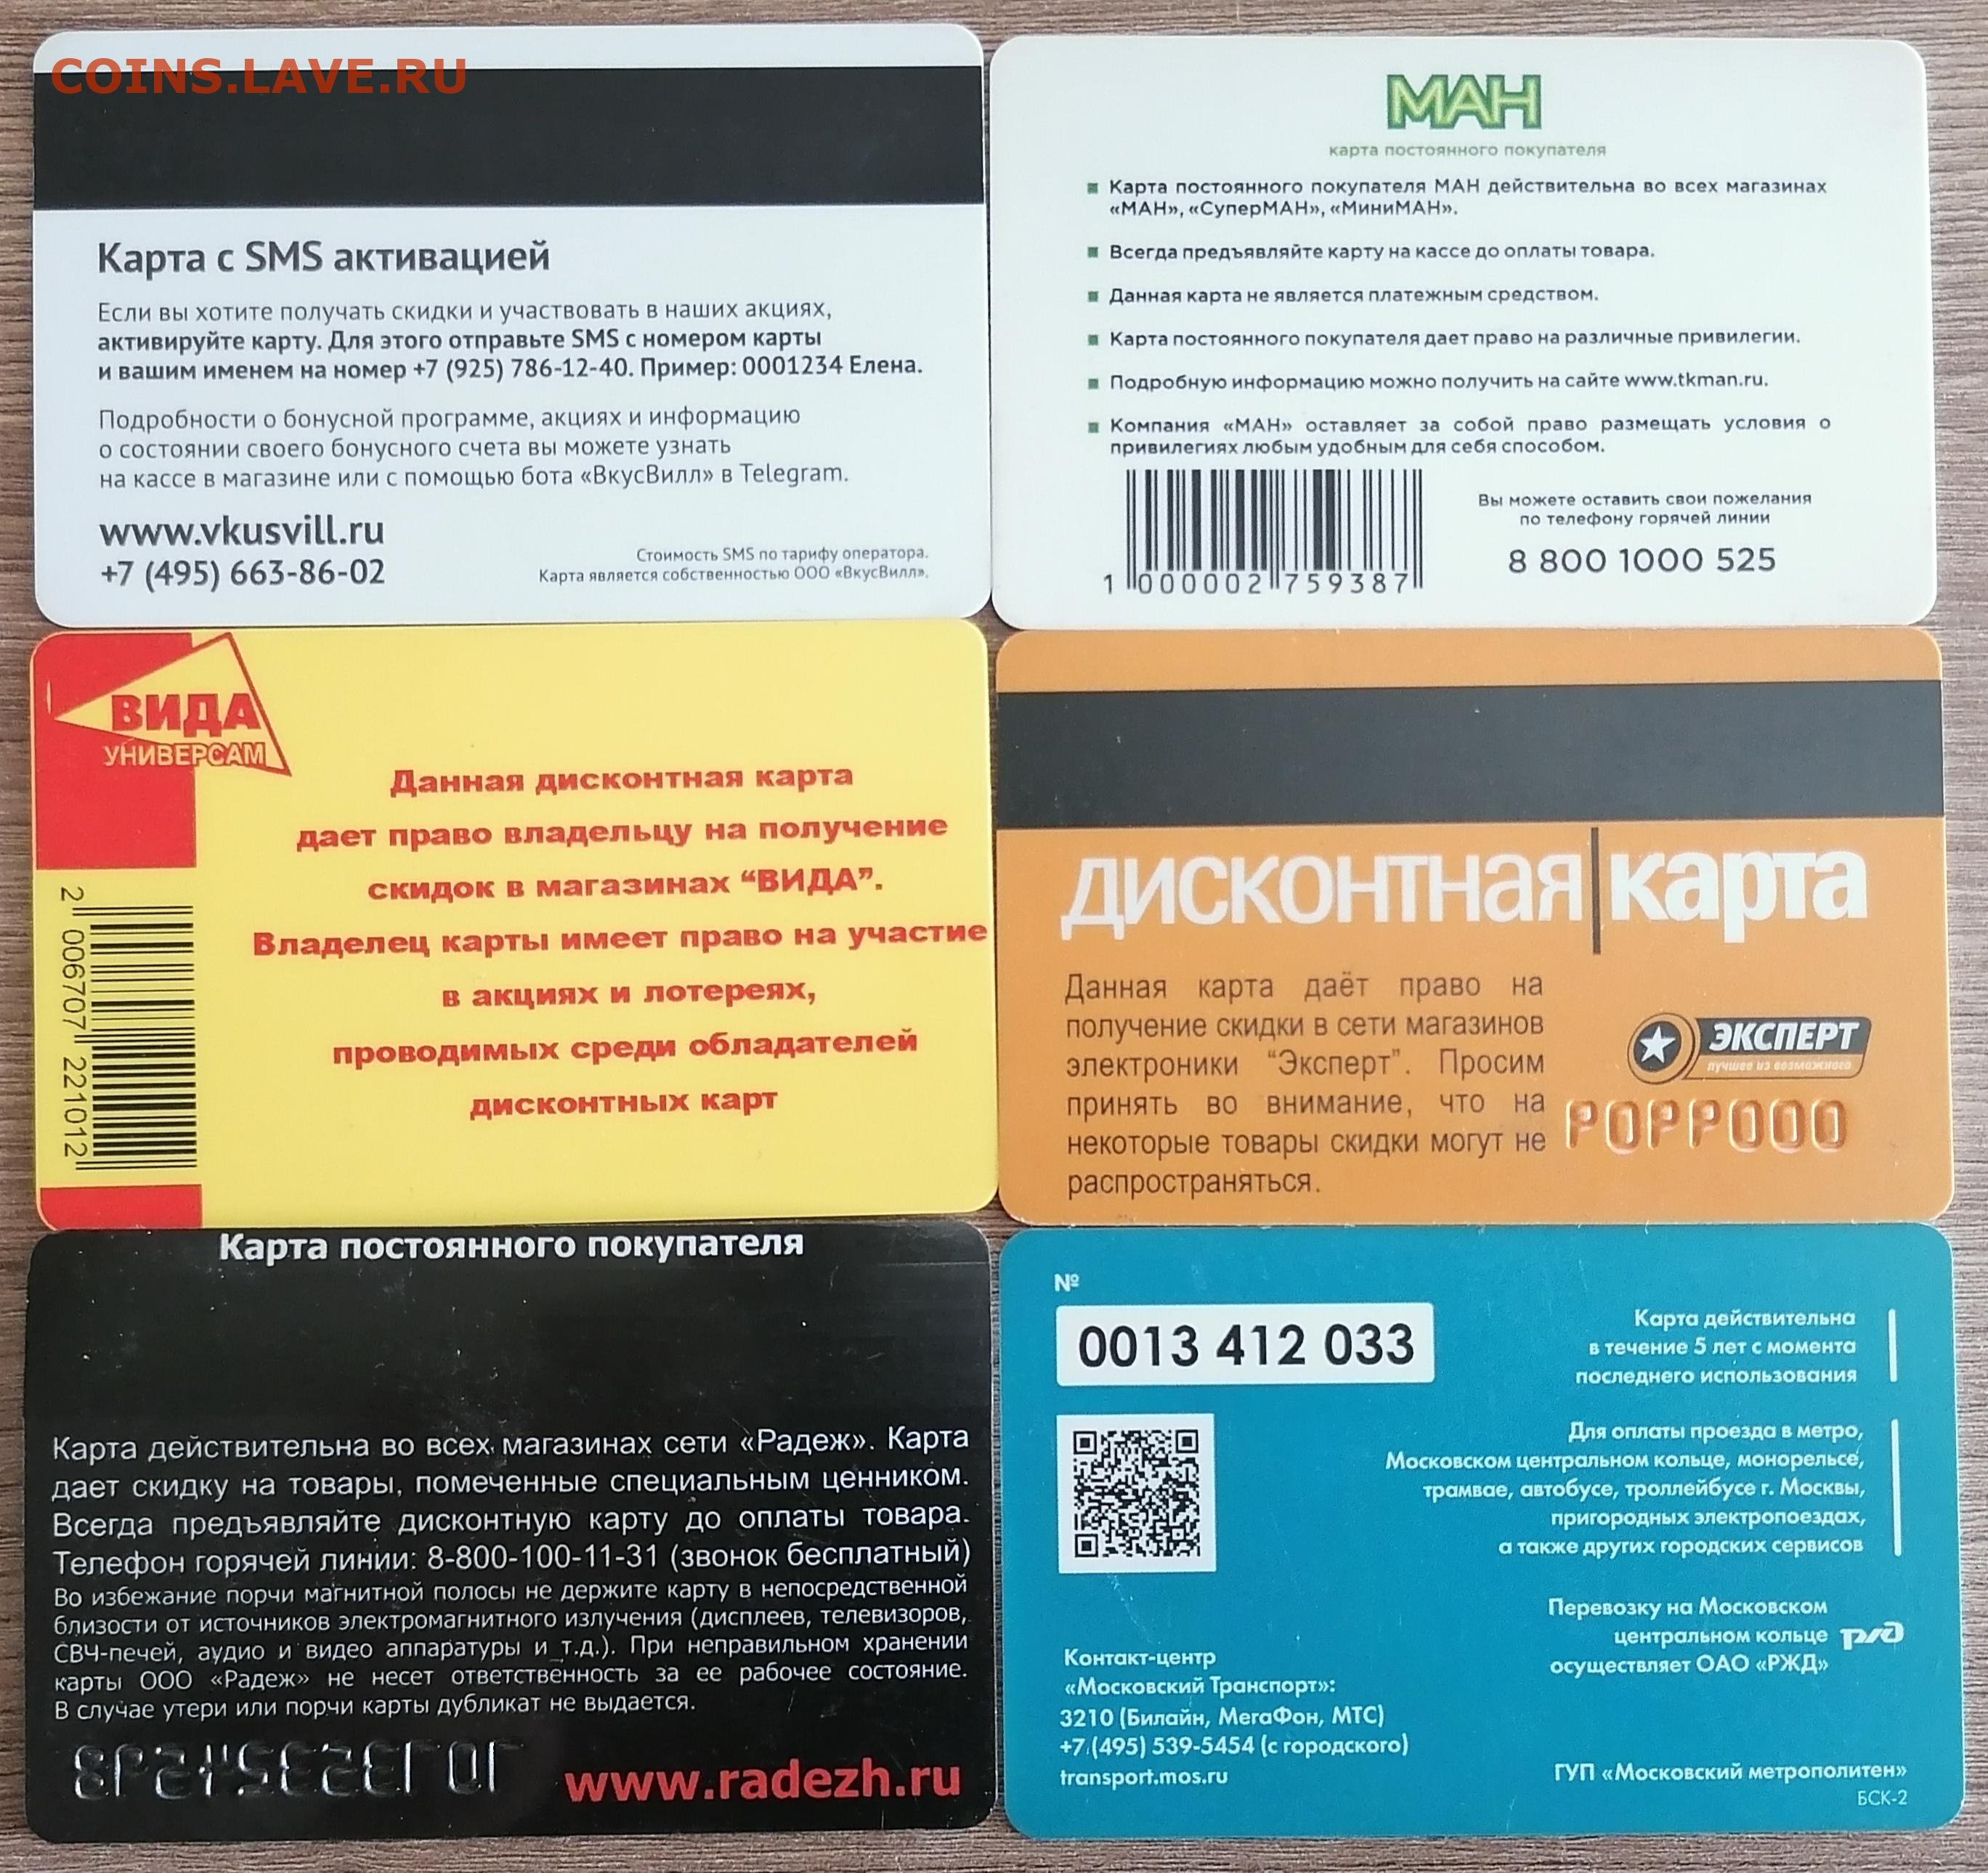 COINS.LAVE.RU
Карта с SMS активацией
Если вы хотите получать скидки и участвовать в наших акциях,
активируйте карту. Для этого отправьте SMS с номером карты
и вашим именем на номер +7 (925) 786-12-40. Пример: 0001234 Елена.
Подробности о бонусной программе, акциях и информацию
о состоянии своего бонусного счета вы можете узнать
на кассе в магазине или с помощью бота «ВкусВилл» в Telegram.
www.vkusvill.ru
+7 (495) 663-86-02
Стоимость SMS по тарифу оператора.
Карта является собственностью ООО «ВкусВилл».
МАН
карта постоянного покупателя
Карта постоянного покупателя МАН действительна во всех магазинах
«МАН», «СуперМАН», «МиниМАН».
Всегда предъявляйте карту на кассе до оплаты товара.
Данная карта не является платежным средством.
Карта постоянного покупателя дает право на различные привилегии.
Подробную информацию можно получить на сайте www.tkman.ru.
Компания «МАН» оставляет за собой право размещать условия о
привилегиях любым удобным для себя способом.
1 000002 759387
Вы можете оставить свои пожелания
по телефону горячей линии
8 800 1000 525
ВИДА
УНИВЕРСАМ
Данная дисконтная карта
дает право владельцу на получение
скидок в магазинах “ВИДА”.
Владелец карты имеет право на участие
в акциях и лотереях,
проводимых среди обладателей
дисконтных карт
2 006707 221012
дисконтная карта
Данная карта даёт право на
получение скидки в сети магазинов
электроники “Эксперт”. Просим
принять во внимание, что на
некоторые товары скидки могут не
распространяться.
ЭКСПЕРТ
лучшее из возможного
Карта постоянного покупателя
Карта действительна во всех магазинах сети «Радеж». Карта
дает скидку на товары, помеченные специальным ценником.
Всегда предъявляйте дисконтную карту до оплаты товара.
Телефон горячей линии: 8-800-100-11-31 (звонок бесплатный)
Во избежание порчи магнитной полосы не держите карту в непосредственной
близости от источников электромагнитного излучения (дисплеев, телевизоров,
СВЧ-печей, аудио и видео аппаратуры и т.д.). При неправильном хранении
карты ООО «Радеж» не несет ответственность за ее рабочее состояние.
В случае утери или порчи карты дубликат не выдается.
www.radezh.ru
№
0013 412 033
Карта действительна
в течение 5 лет с момента
последнего использования
Для оплаты проезда в метро,
Московском центральном кольце, монорельсе,
трамвае, автобусе, троллейбусе г. Москвы,
пригородных электропоездах,
а также других городских сервисов
Перевозку на Московском
центральном кольце
осуществляет ОАО «РЖД»
ржд
Контакт-центр
«Московский Транспорт»:
3210 (Билайн, МегаФон, МТС)
+7 (495) 539-5454 (с городского)
transport.mos.ru
ГУП «Московский метрополитен»
БСК-2